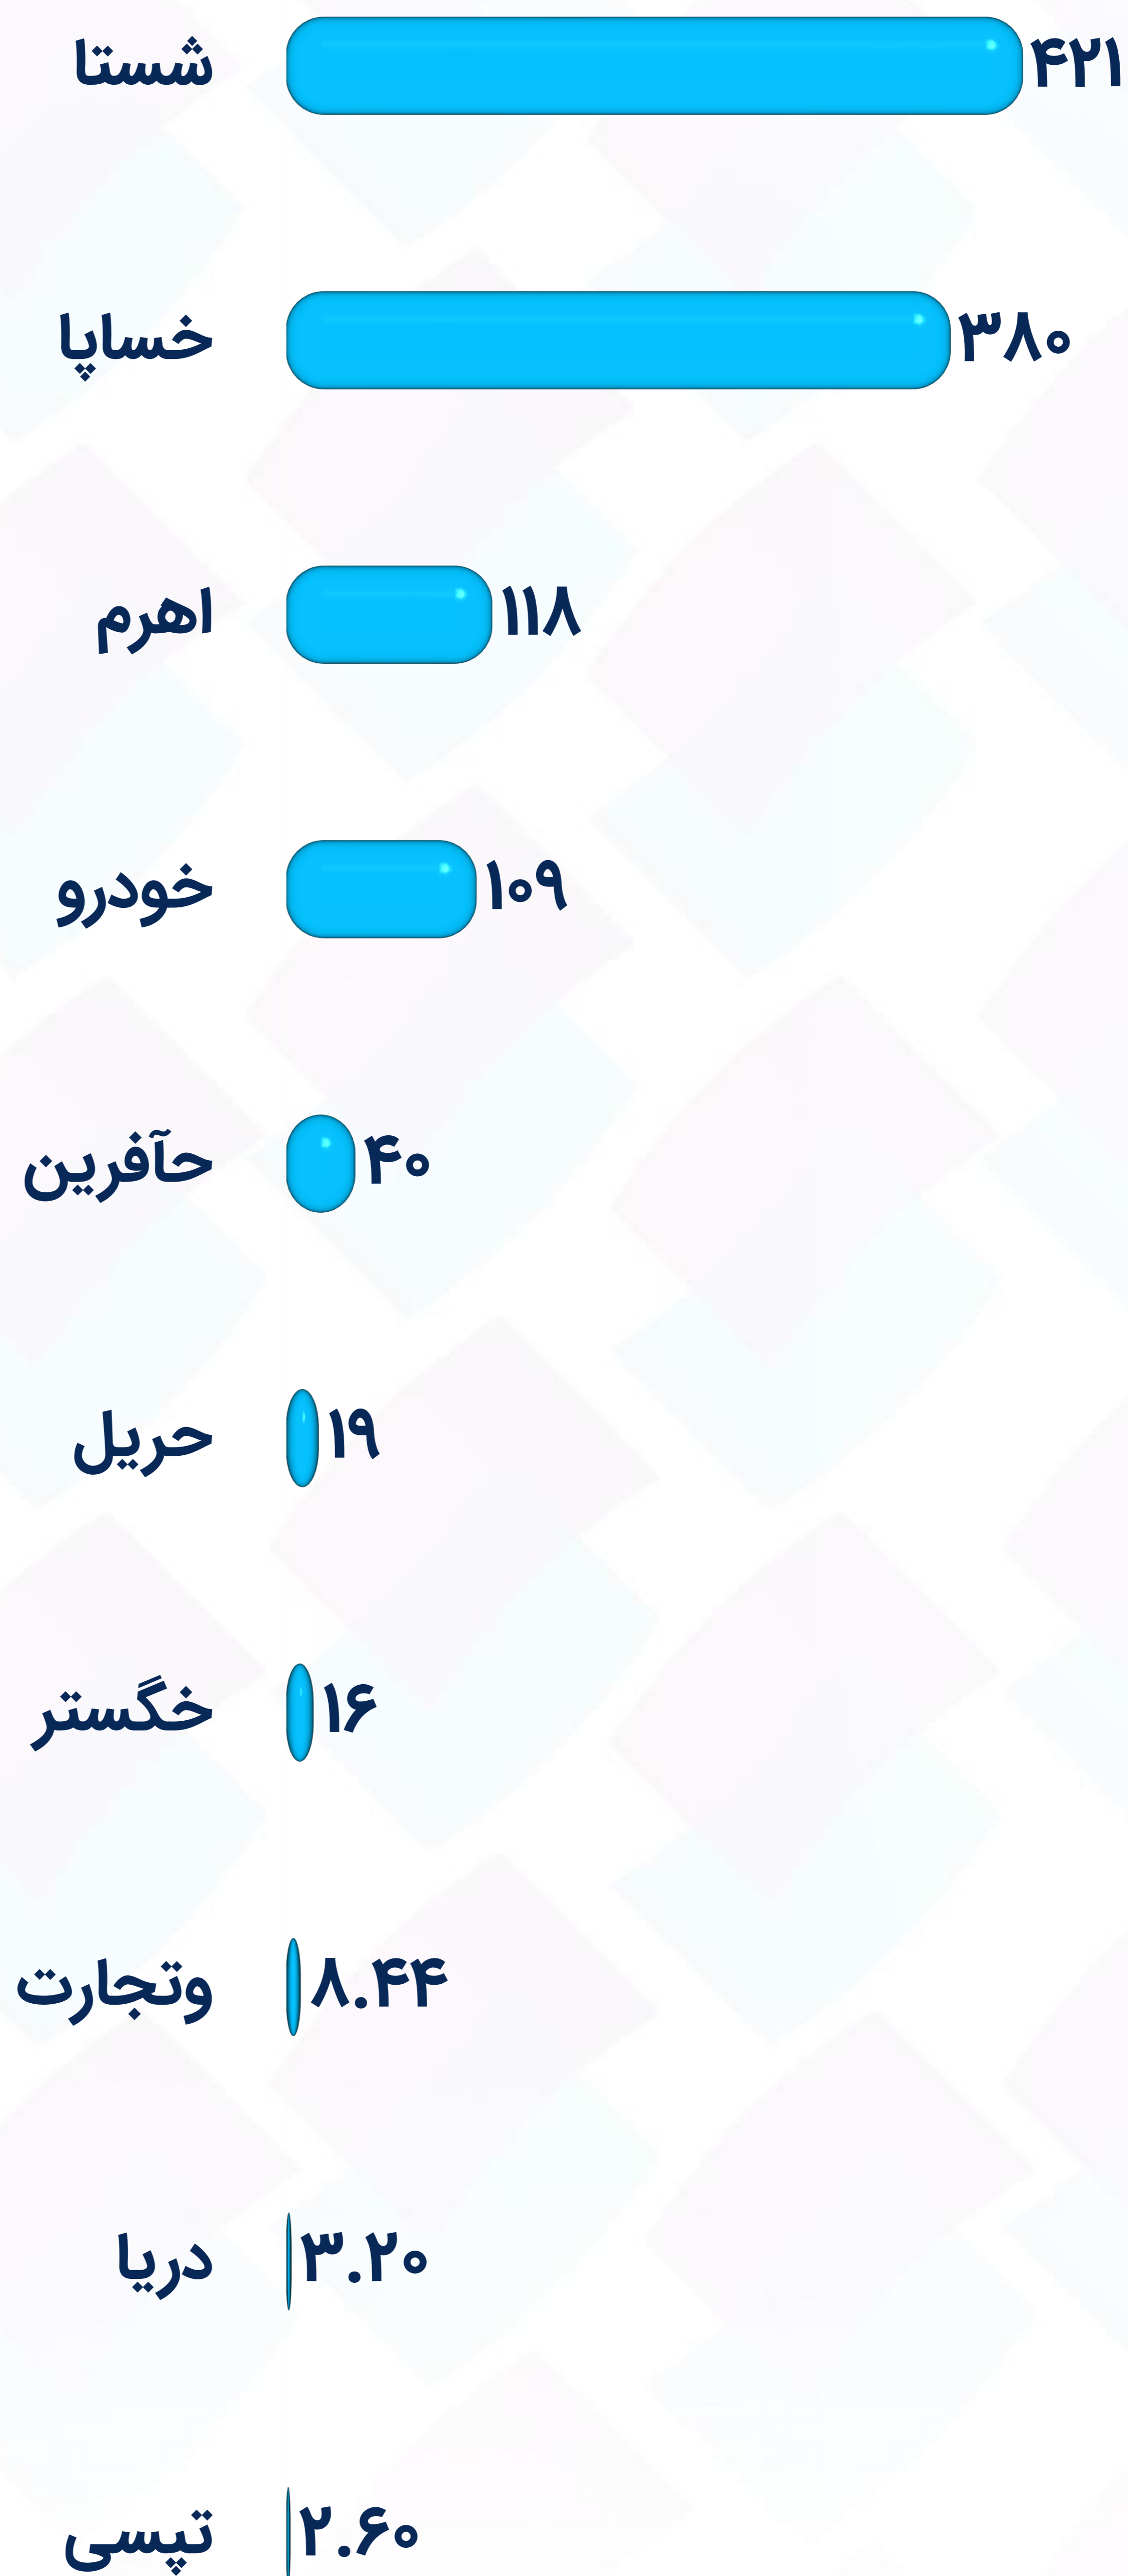 شستا ۴۲۱
خساپا ۳۸۰
اهرم ۱۱۸
خودرو ۱۰۹
حآفرین ۴۰
حریل ۱۹
خگستر ۱۶
وتجارت ۸.۴۴
دریا ۳.۲۰
تپسی ۲.۶۰